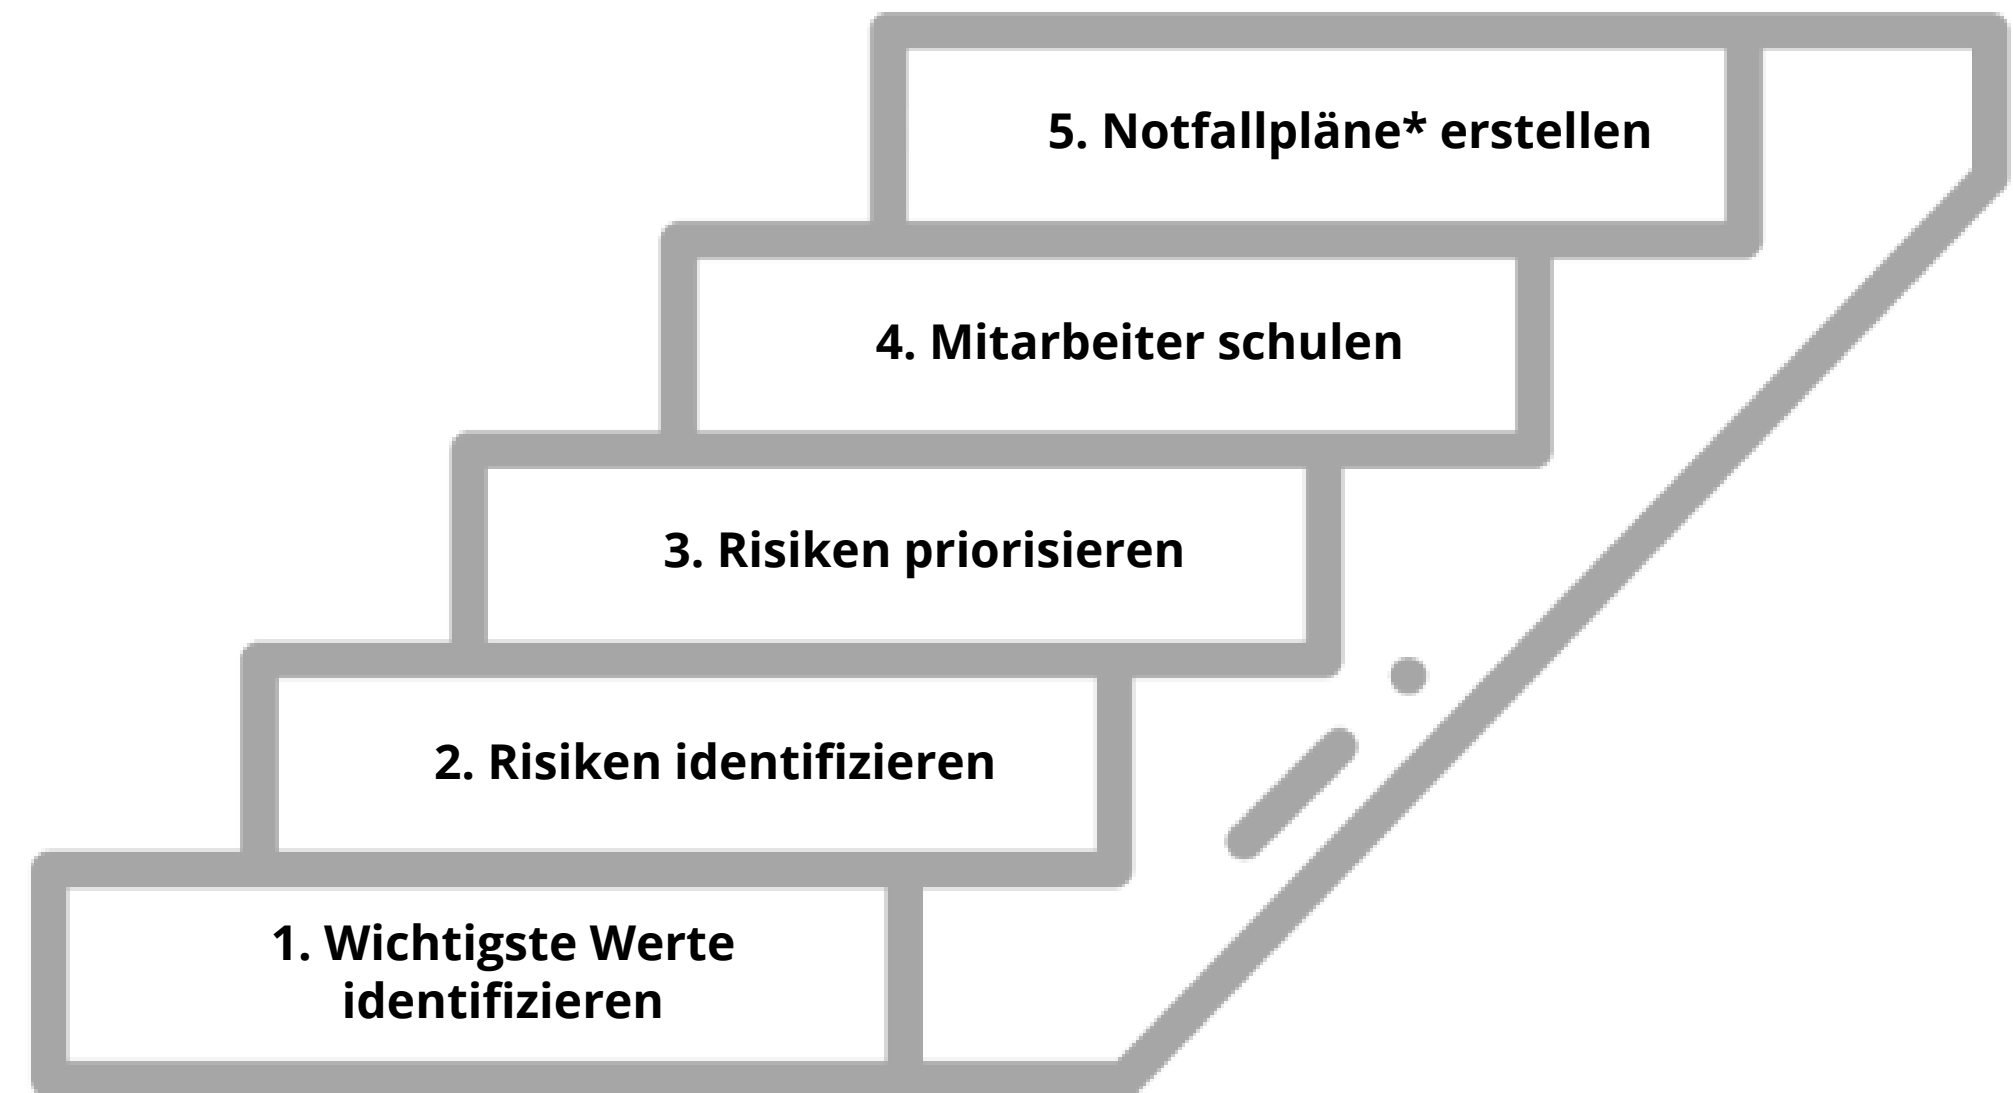 5. Notfallpläne* erstellen
4. Mitarbeiter schulen
3. Risiken priorisieren
2. Risiken identifizieren
1. Wichtigste Werte
identifizieren